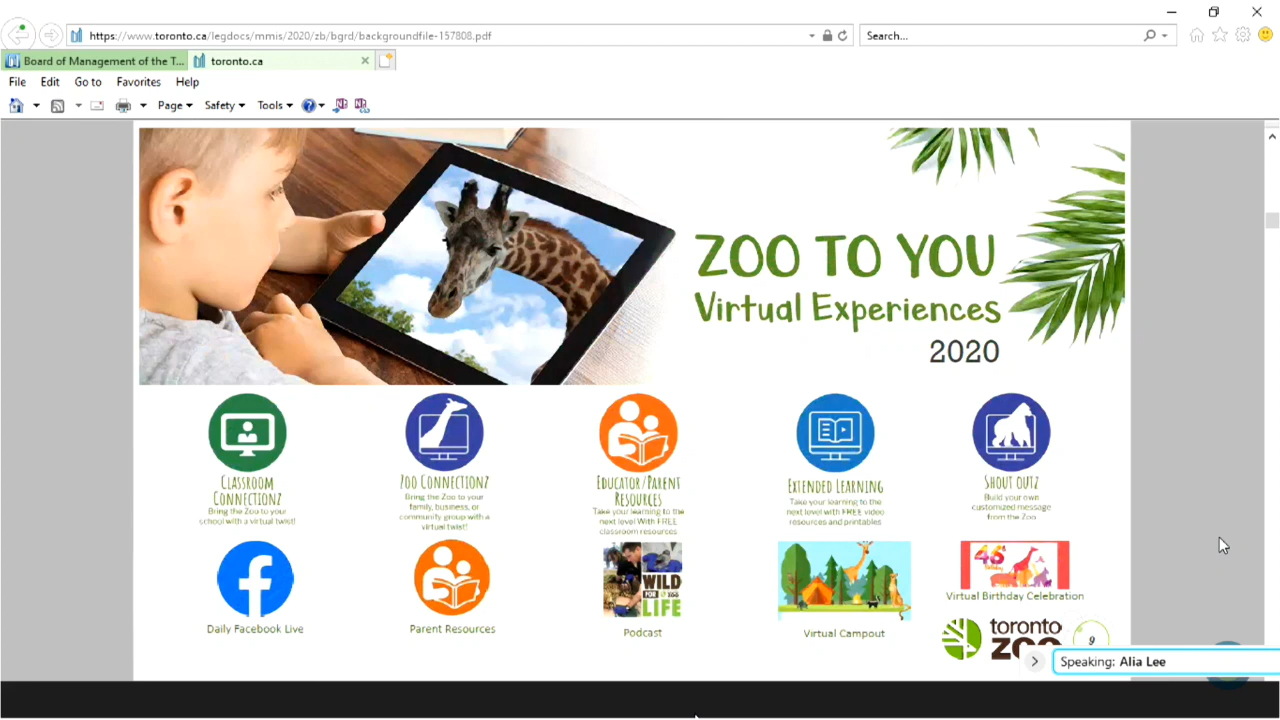 https://www.toronto.ca/legdocs/mmis/2020/zb/bgrd/backgroundfile-157808.pdf
Search...
Board of Management of the T...
toronto.ca
File Edit Go to Favorites Help
Page Safety Tools
ZOO TO YOU
Virtual Experiences
2020
CLASSROOM
CONNECTIONZ
Bring the Zoo to your
school with a virtual twist!
ZOO CONNECTIONZ
Bring the Zoo to your
family, business, or
community group with a
virtual twist!
EDUCATOR/PARENT
RESOURCES
Take your learning to the
next level With FREE
classroom resources
EXTENDED LEARNING
Take your learning to the
next level with FREE video
resources and printables
SHOUT OUTZ
Build your own
customized message
from the Zoo
Daily Facebook Live
Parent Resources
WILD
FOR
LIFE
Podcast
Virtual Campout
46
Birthday
Virtual Birthday Celebration
toronto
ZOO
9
Speaking: Alia Lee